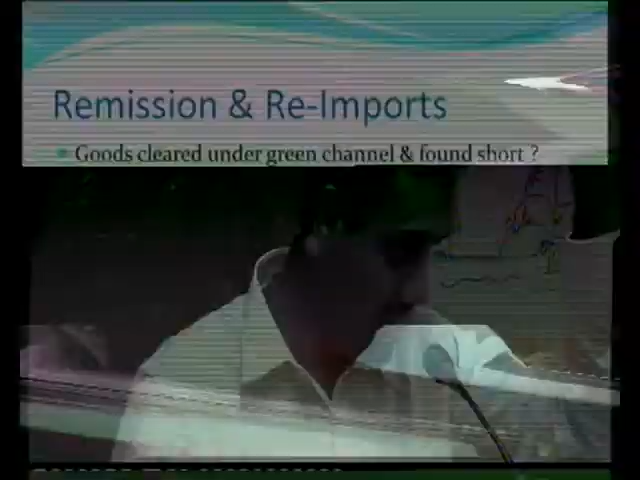 Remission & Re-Imports
Goods cleared under green channel & found short ?